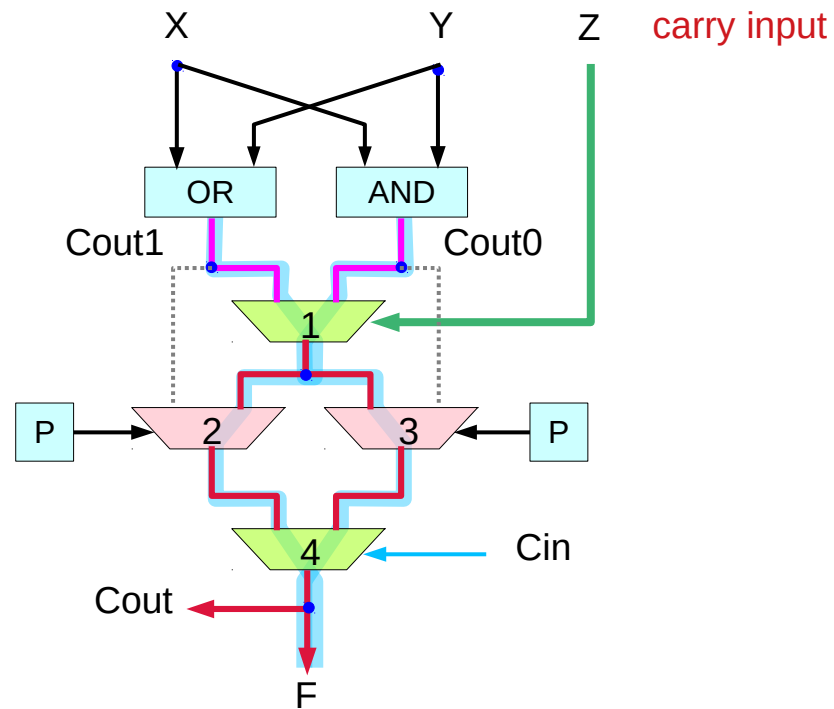 X Y Z carry input
OR AND
Cout1 Cout0
1
P 2 3 P
4 Cin
Cout
F